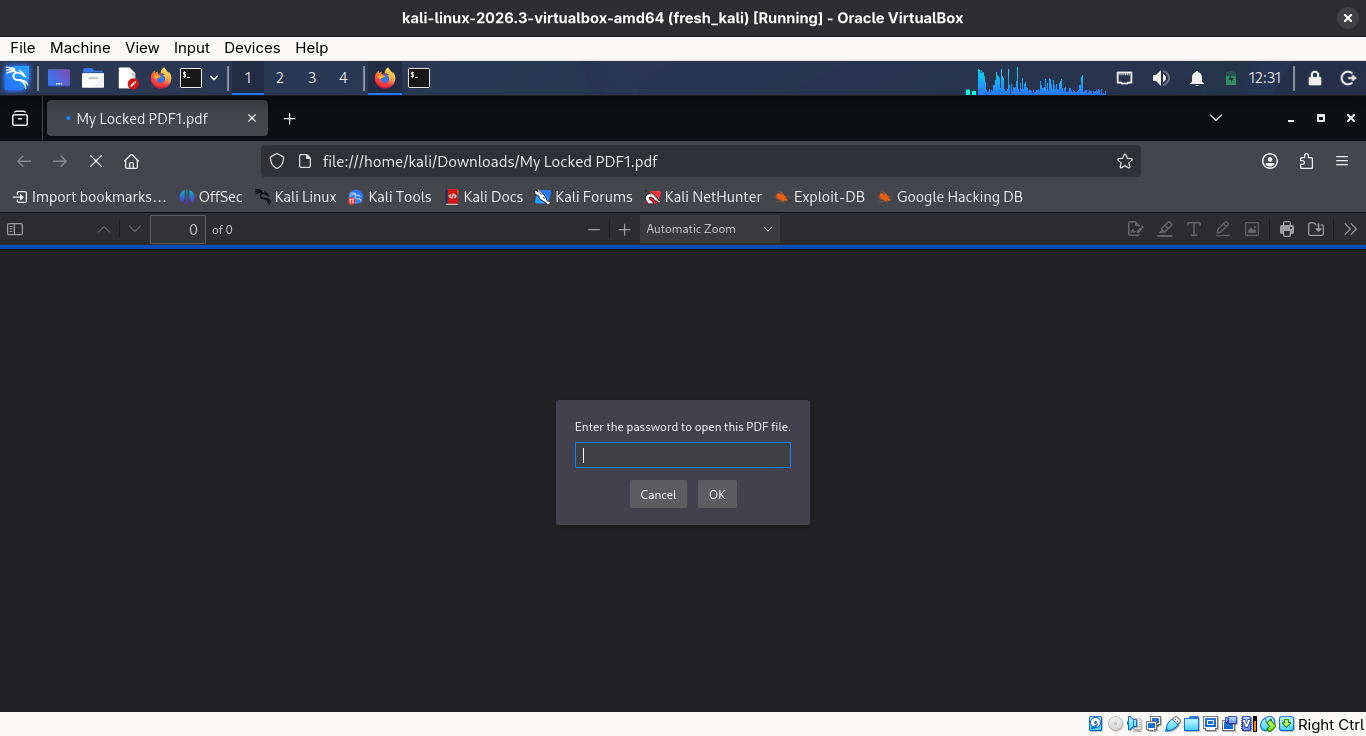 kali-linux-2026.3-virtualbox-amd64 (fresh_kali) [Running] - Oracle VirtualBox
File Machine View Input Devices Help
1 2 3 4 12:31
My Locked PDF1.pdf
file:///home/kali/Downloads/My Locked PDF1.pdf
Import bookmarks... OffSec Kali Linux Kali Tools Kali Docs Kali Forums Kali NetHunter Exploit-DB Google Hacking DB
0 of 0 Automatic Zoom
Enter the password to open this PDF file.
Cancel OK
Right Ctrl